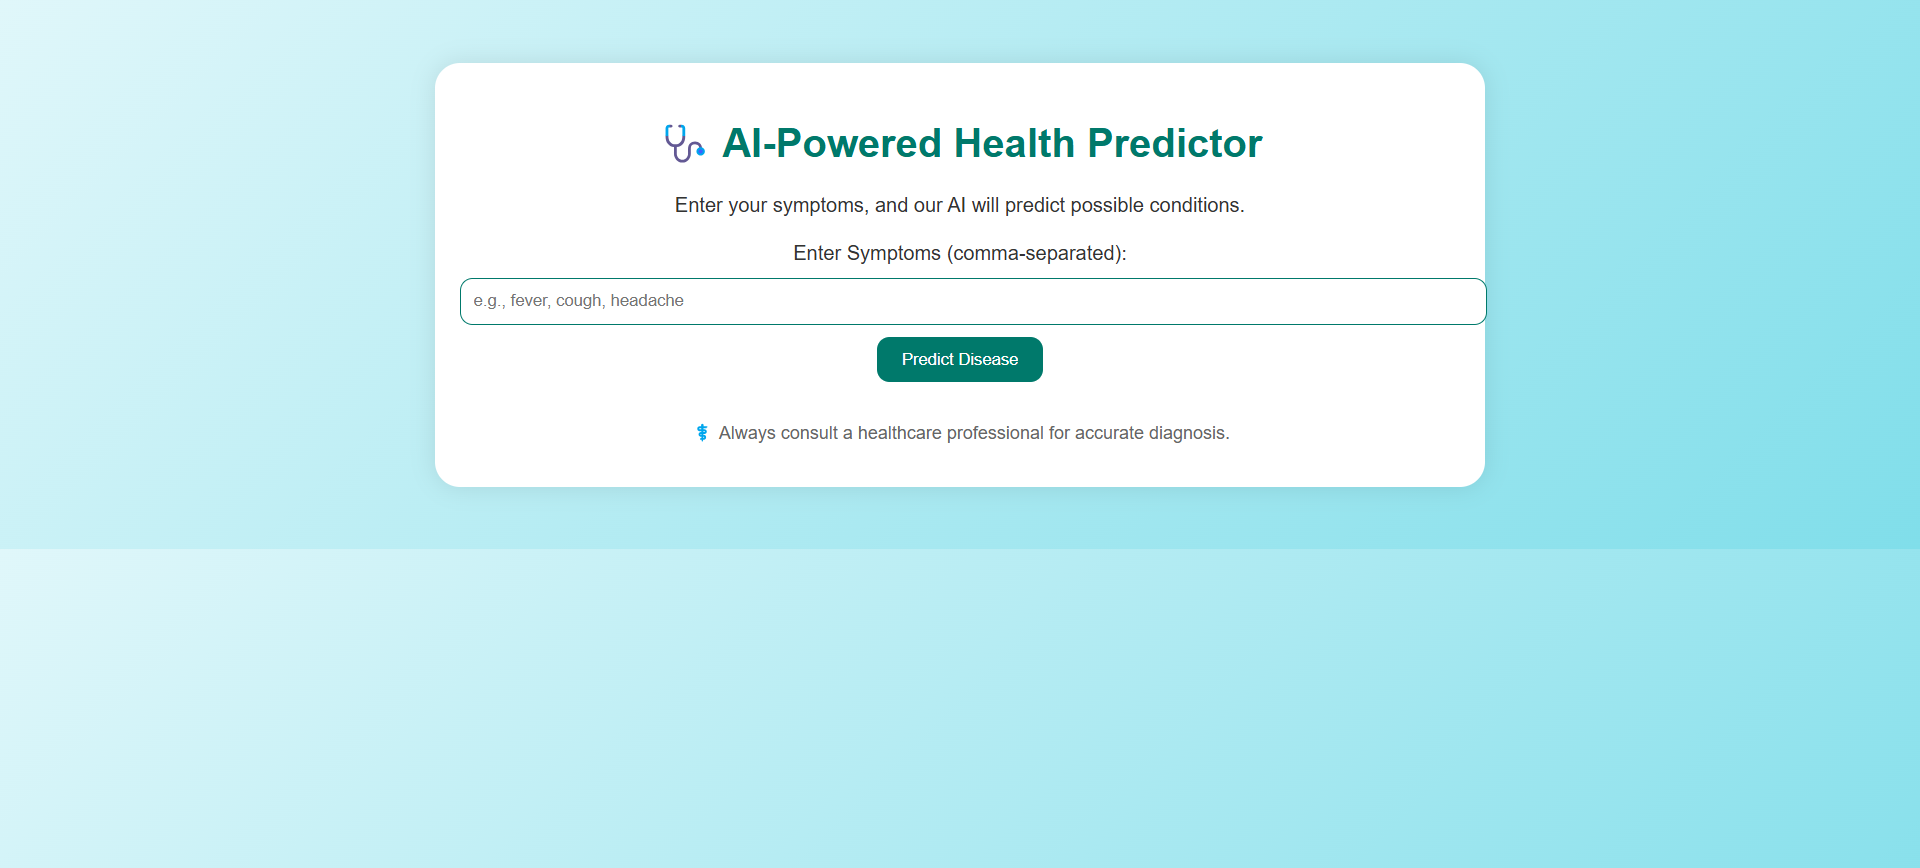 AI-Powered Health Predictor
Enter your symptoms, and our AI will predict possible conditions.
Enter Symptoms (comma-separated):
e.g., fever, cough, headache
Predict Disease
Always consult a healthcare professional for accurate diagnosis.